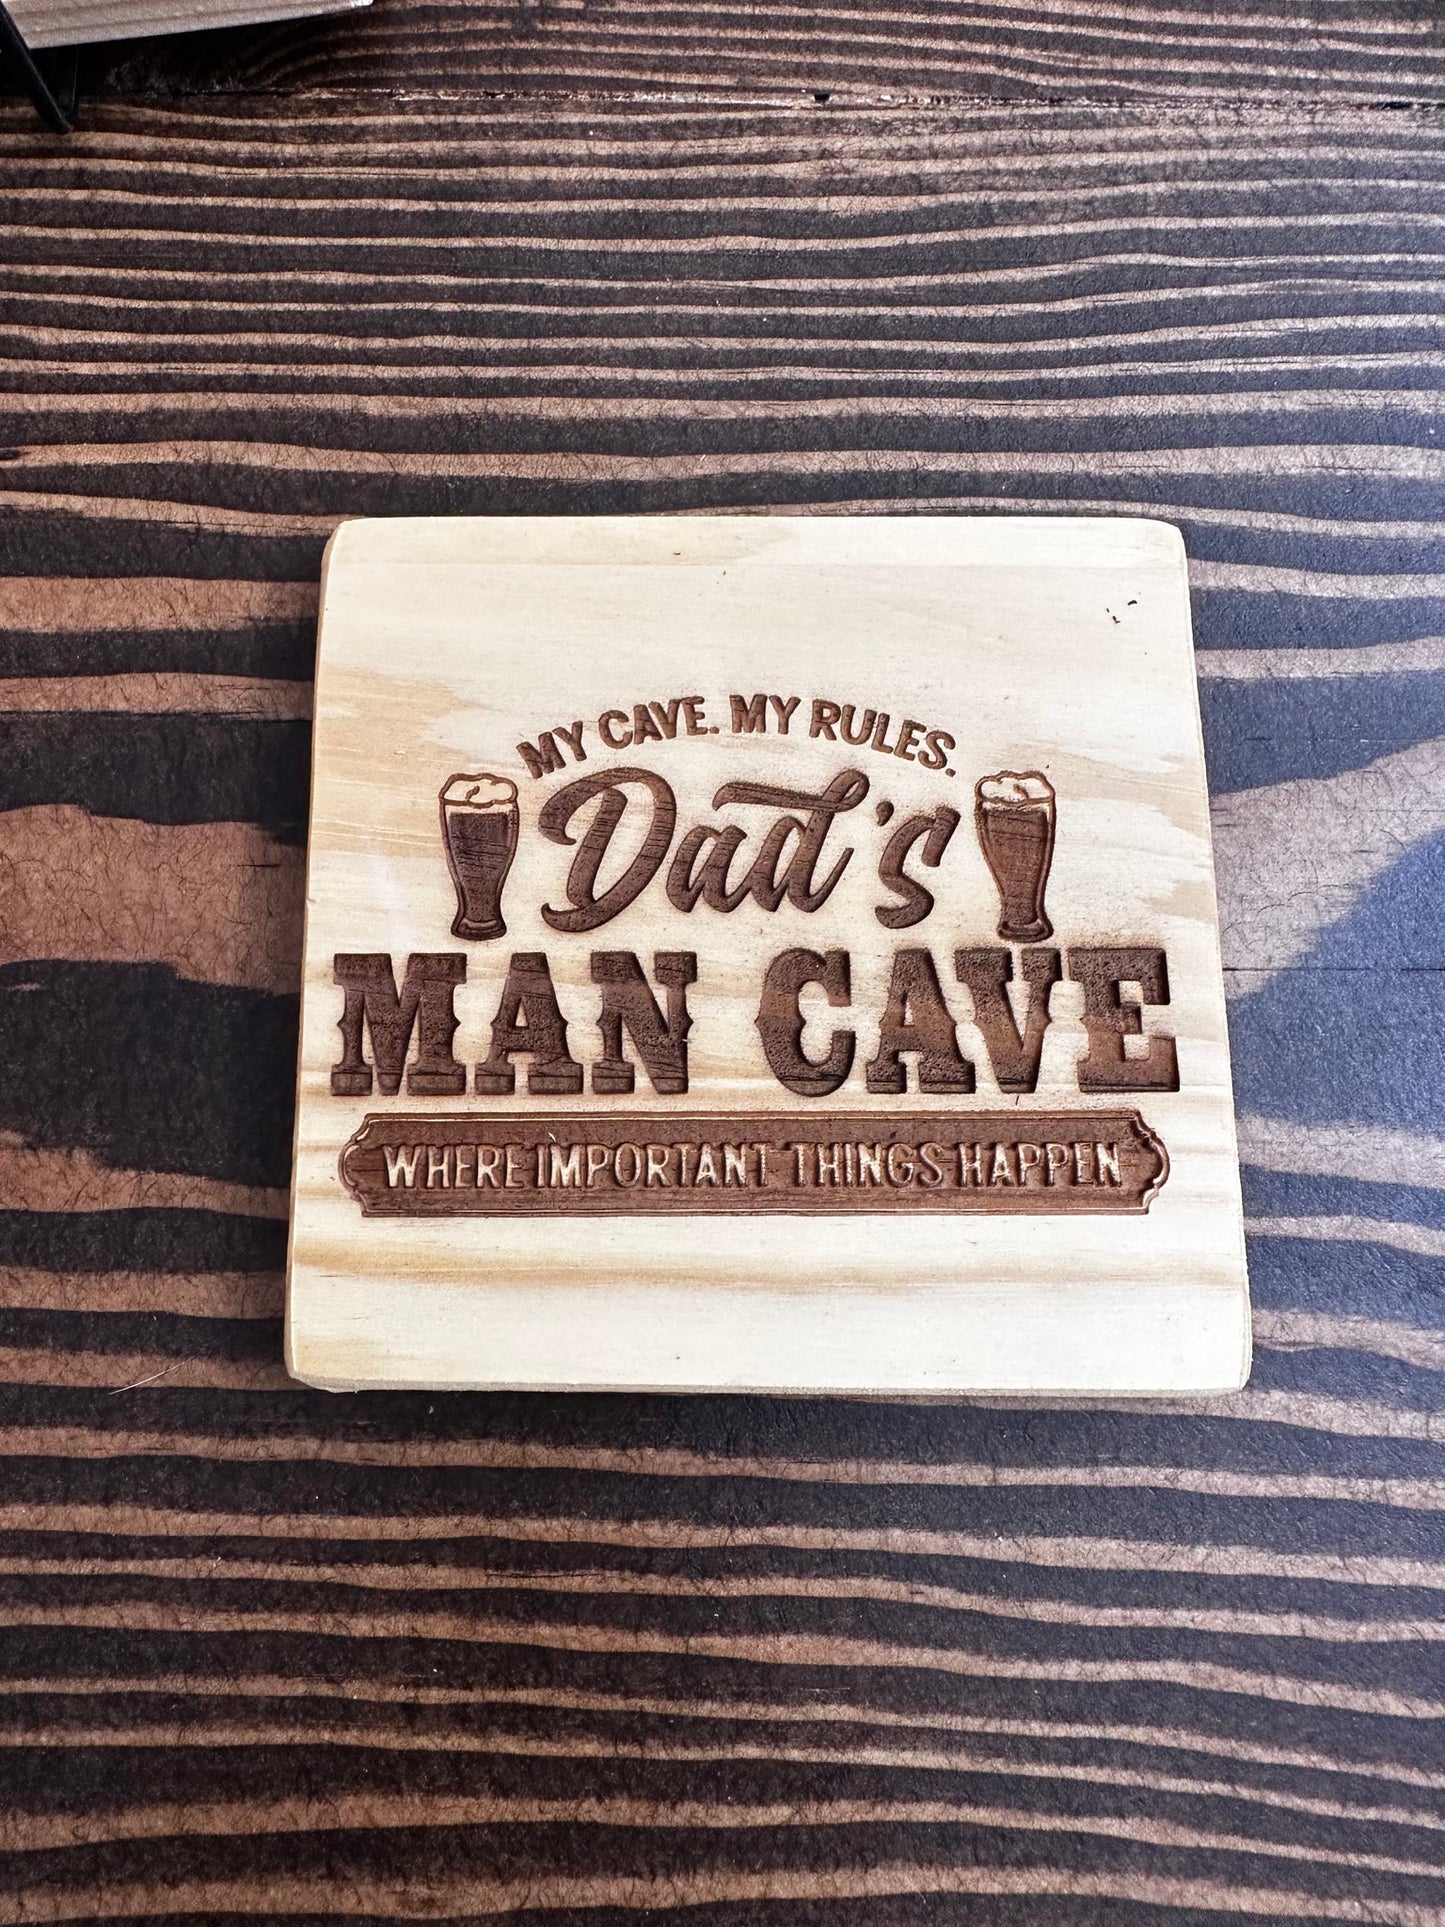 MY CAVE. MY RULES.
Dad's
MAN CAVE
WHERE IMPORTANT THINGS HAPPEN